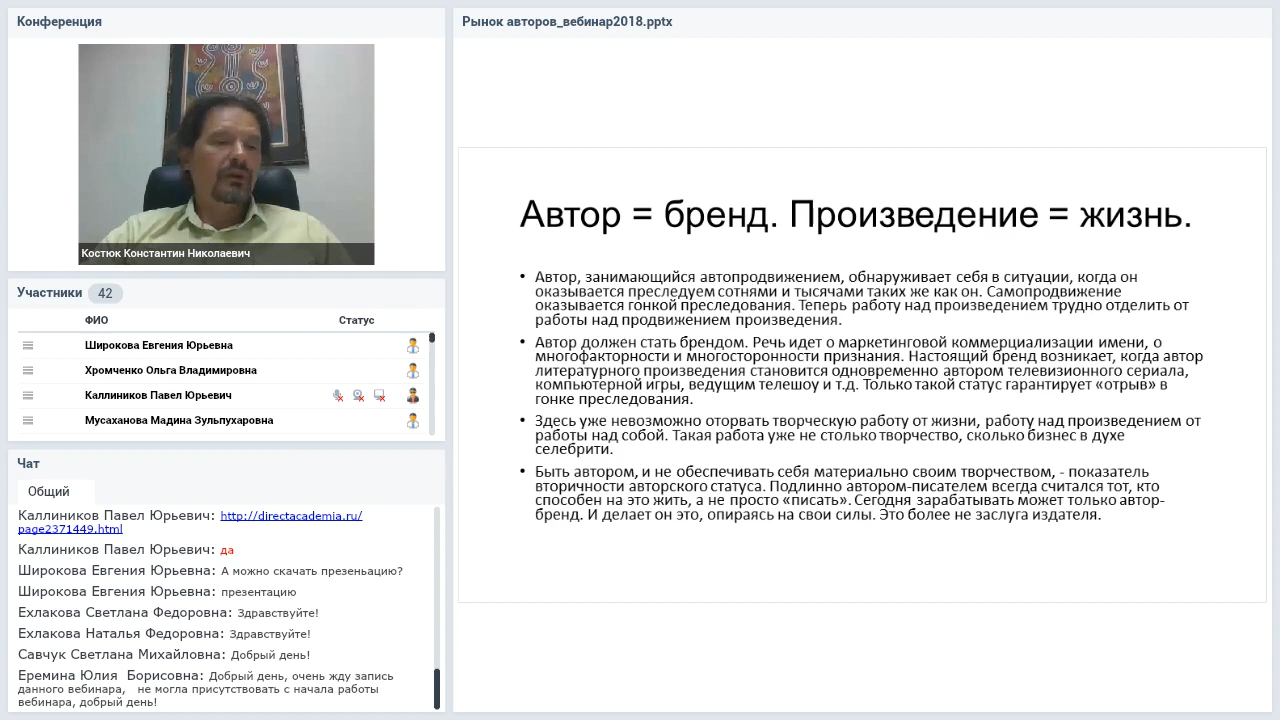 Конференция
Костюк Константин Николаевич
Участники 42
ФИО Статус
Широкова Евгения Юрьевна
Хромченко Ольга Владимировна
Каллиников Павел Юрьевич
Мусаханова Мадина Зульпухаровна
Чат
Общий
Каллиников Павел Юрьевич: http://directacademia.ru/
page2371449.html
Каллиников Павел Юрьевич: да
Широкова Евгения Юрьевна: А можно скачать презеньацию?
Широкова Евгения Юрьевна: презентацию
Ехлакова Светлана Федоровна: Здравствуйте!
Ехлакова Наталья Федоровна: Здравствуйте!
Савчук Светлана Михайловна: Добрый день!
Еремина Юлия Борисовна: Добрый день, очень жду запись
данного вебинара, не могла присутствовать с начала работы
вебинара, добрый день!
Рынок авторов_вебинар2018.pptx
Автор = бренд. Произведение = жизнь.
• Автор, занимающийся автопродвижением, обнаруживает себя в ситуации, когда он
оказывается преследуем сотнями и тысячами таких же как он. Самопродвижение
оказывается гонкой преследования. Теперь работу над произведением трудно отделить от
работы над продвижением произведения.
• Автор должен стать брендом. Речь идет о маркетинговой коммерциализации имени, о
многофакторности и многосторонности признания. Настоящий бренд возникает, когда автор
литературного произведения становится одновременно автором телевизионного сериала,
компьютерной игры, ведущим телешоу и т.д. Только такой статус гарантирует «отрыв» в
гонке преследования.
• Здесь уже невозможно оторвать творческую работу от жизни, работу над произведением от
работы над собой. Такая работа уже не столько творчество, сколько бизнес в духе
селебрити.
• Быть автором, и не обеспечивать себя материально своим творчеством, - показатель
вторичности авторского статуса. Подлинно автором-писателем всегда считался тот, кто
способен на это жить, а не просто «писать». Сегодня зарабатывать может только автор-
бренд. И делает он это, опираясь на свои силы. Это более не заслуга издателя.